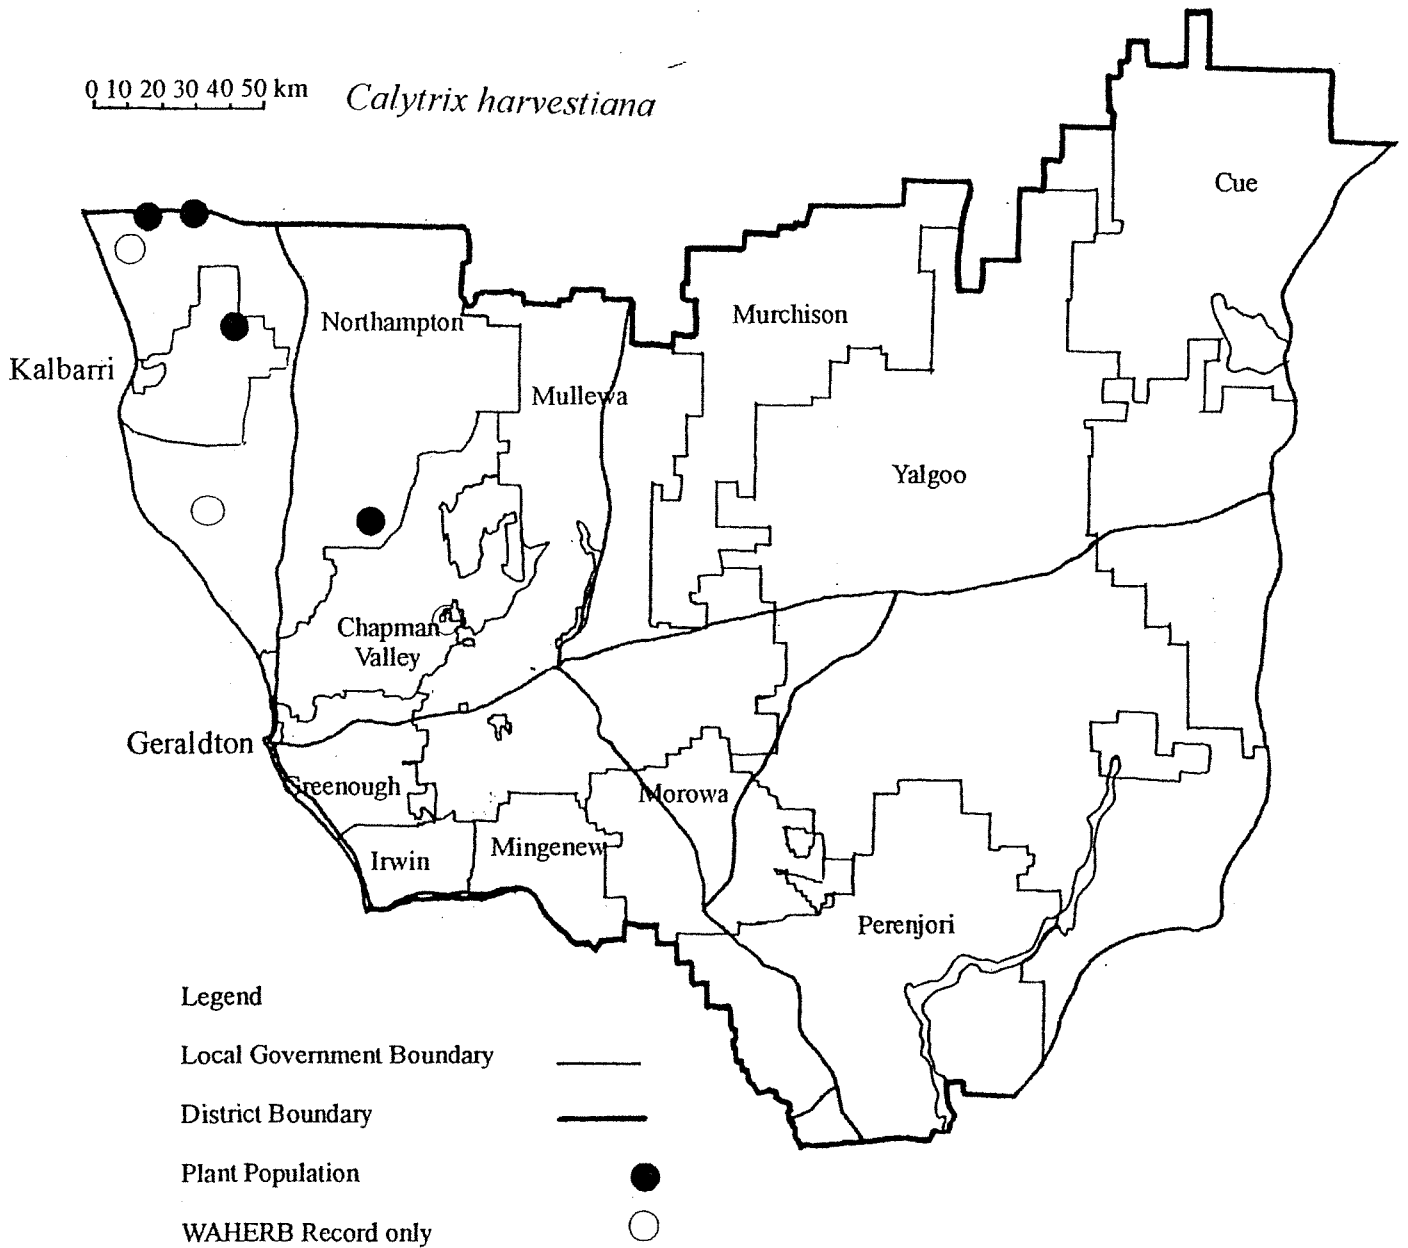 0 10 20 30 40 50 km
Calytrix harvestiana
Cue
Northampton
Murchison
Kalbarri
Mullewa
Yalgoo
Chapman
Valley
Geraldton
Greenough
Morowa
Irwin
Mingenew
Perenjori
Legend
Local Government Boundary
District Boundary
Plant Population
WAHERB Record only